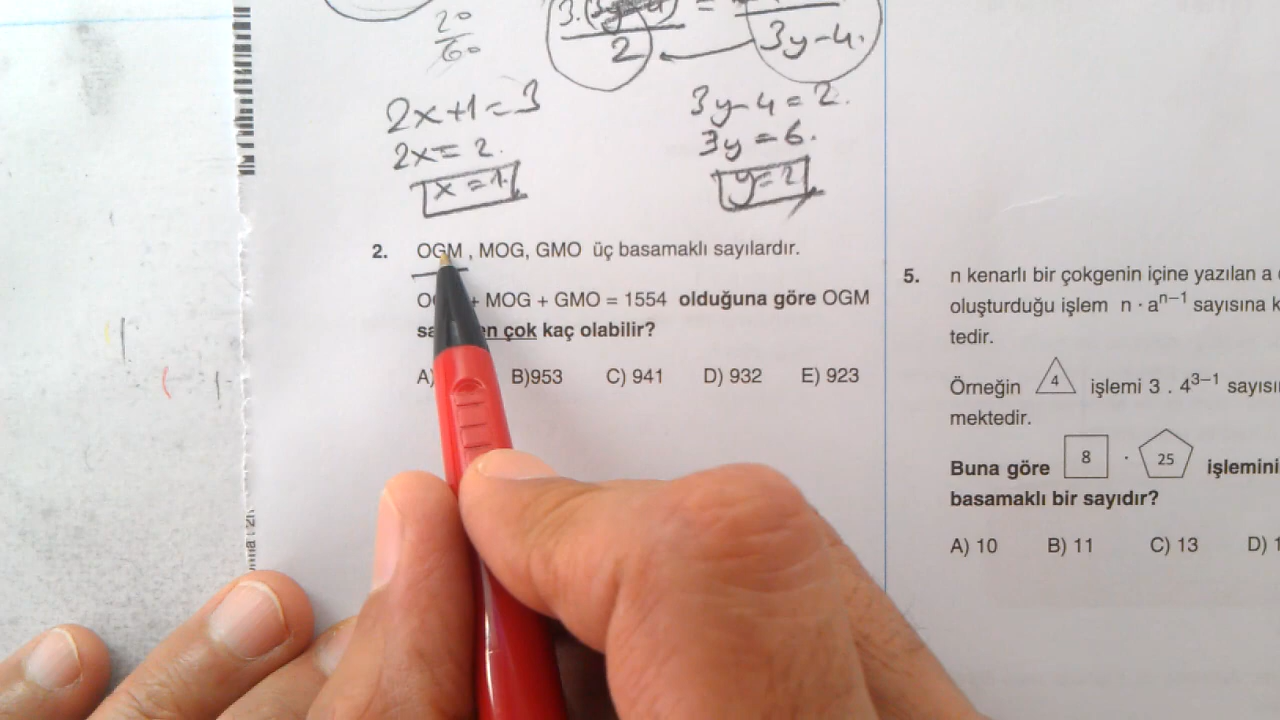 20
60
3.(3y-4)
2
=
3y-4.
2x+1=3
2x=2.
x=1.
3y-4=2.
3y=6.
y=2
2. OGM , MOG, GMO üç basamaklı sayılardır.
+ MOG + GMO = 1554 olduğuna göre OGM
en çok kaç olabilir?
A) B)953 C) 941 D) 932 E) 923
5. n kenarlı bir çokgenin içine yazılan a
oluşturduğu işlem n · aⁿ⁻¹ sayısına
tedir.
Örneğin 4 işlemi 3 . 4³⁻¹
mektedir.
Buna göre 8 · 25 işlemini
basamaklı bir sayıdır?
A) 10 B) 11 C) 13 D)